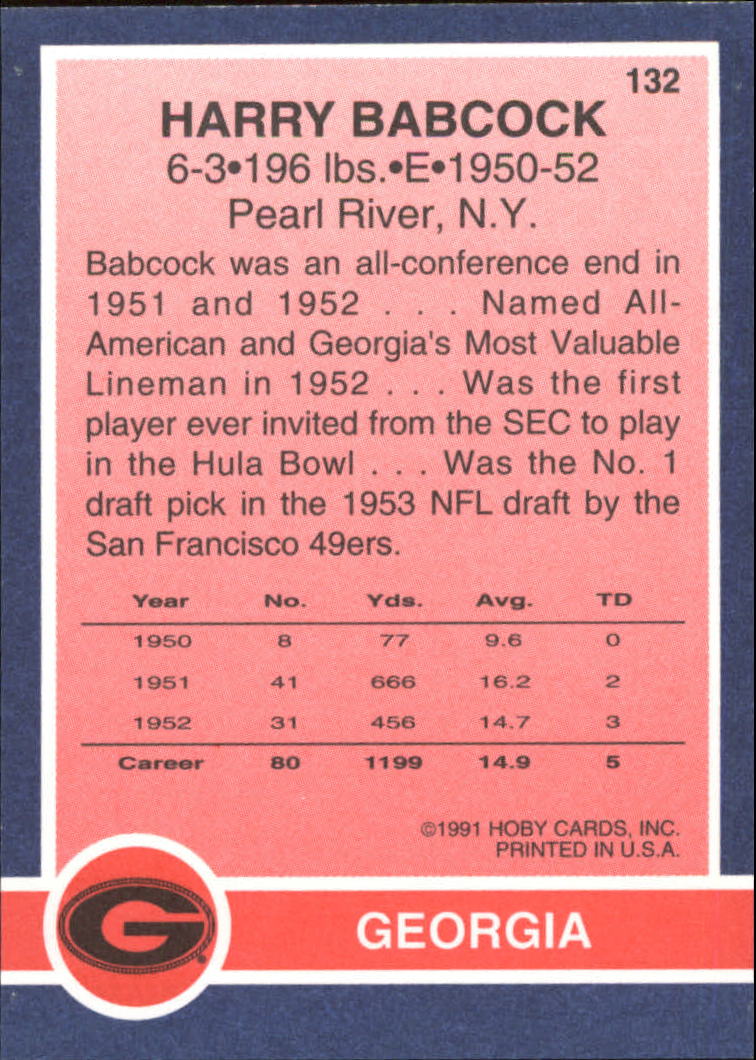 132
HARRY BABCOCK
6-3•196 lbs.•E•1950-52
Pearl River, N.Y.
Babcock was an all-conference end in
1951 and 1952 . . . Named All-
American and Georgia's Most Valuable
Lineman in 1952 . . . Was the first
player ever invited from the SEC to play
in the Hula Bowl . . . Was the No. 1
draft pick in the 1953 NFL draft by the
San Francisco 49ers.
Year No. Yds. Avg. TD
1950 8 77 9.6 0
1951 41 666 16.2 2
1952 31 456 14.7 3
Career 80 1199 14.9 5
©1991 HOBY CARDS, INC.
PRINTED IN U.S.A.
G ®
GEORGIA